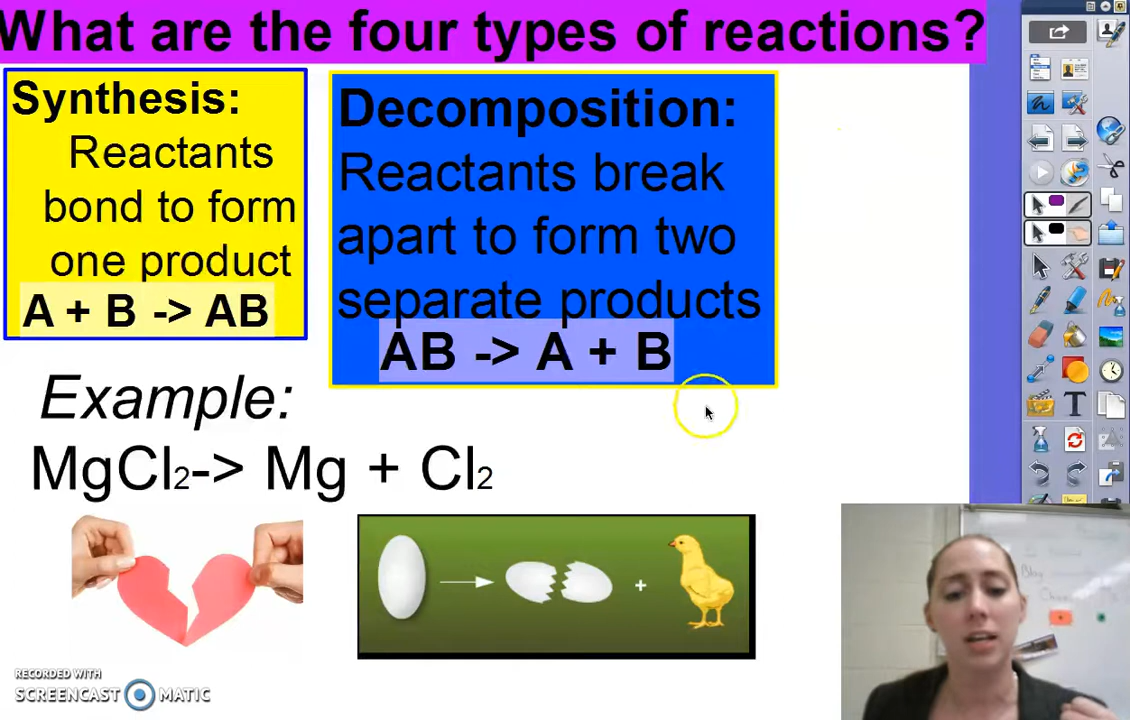 What are the four types of reactions?
Synthesis:
Reactants
bond to form
one product
A + B -> AB
Decomposition:
Reactants break
apart to form two
separate products
AB -> A + B
Example:
MgCl2-> Mg + Cl2
+
RECORDED WITH
SCREENCAST MATIC